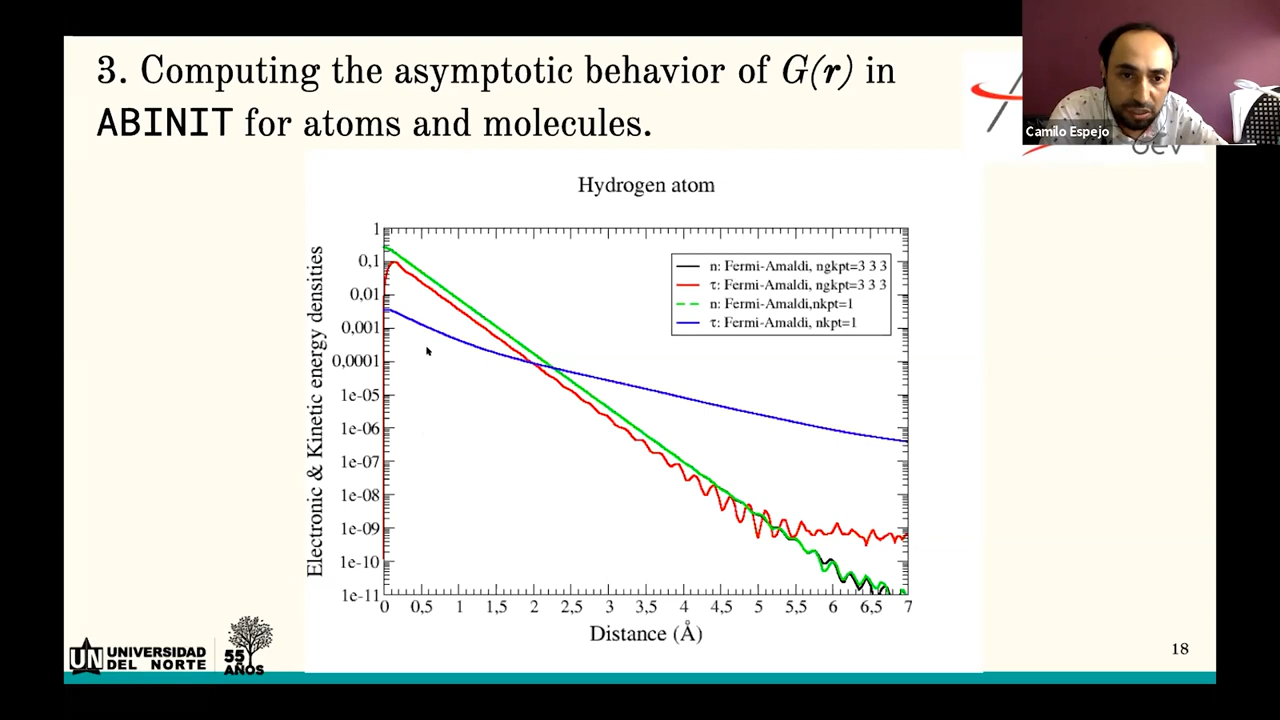 3. Computing the asymptotic behavior of G(r) in
ABINIT for atoms and molecules.
Camilo Espejo
Hydrogen atom
Electronic & Kinetic energy densities
1
0.1
0,01
0,001
0,0001
1e-05
1e-06
1e-07
1e-08
1e-09
1e-10
1e-11
n: Fermi-Amaldi, ngkpt=3 3 3
τ: Fermi-Amaldi, ngkpt=3 3 3
n: Fermi-Amaldi,nkpt=1
τ: Fermi-Amaldi, nkpt=1
0 0,5 1 1,5 2 2,5 3 3,5 4 4,5 5 5,5 6 6,5 7
Distance (Å)
UN UNIVERSIDAD
DEL NORTE
55
AÑOS
18